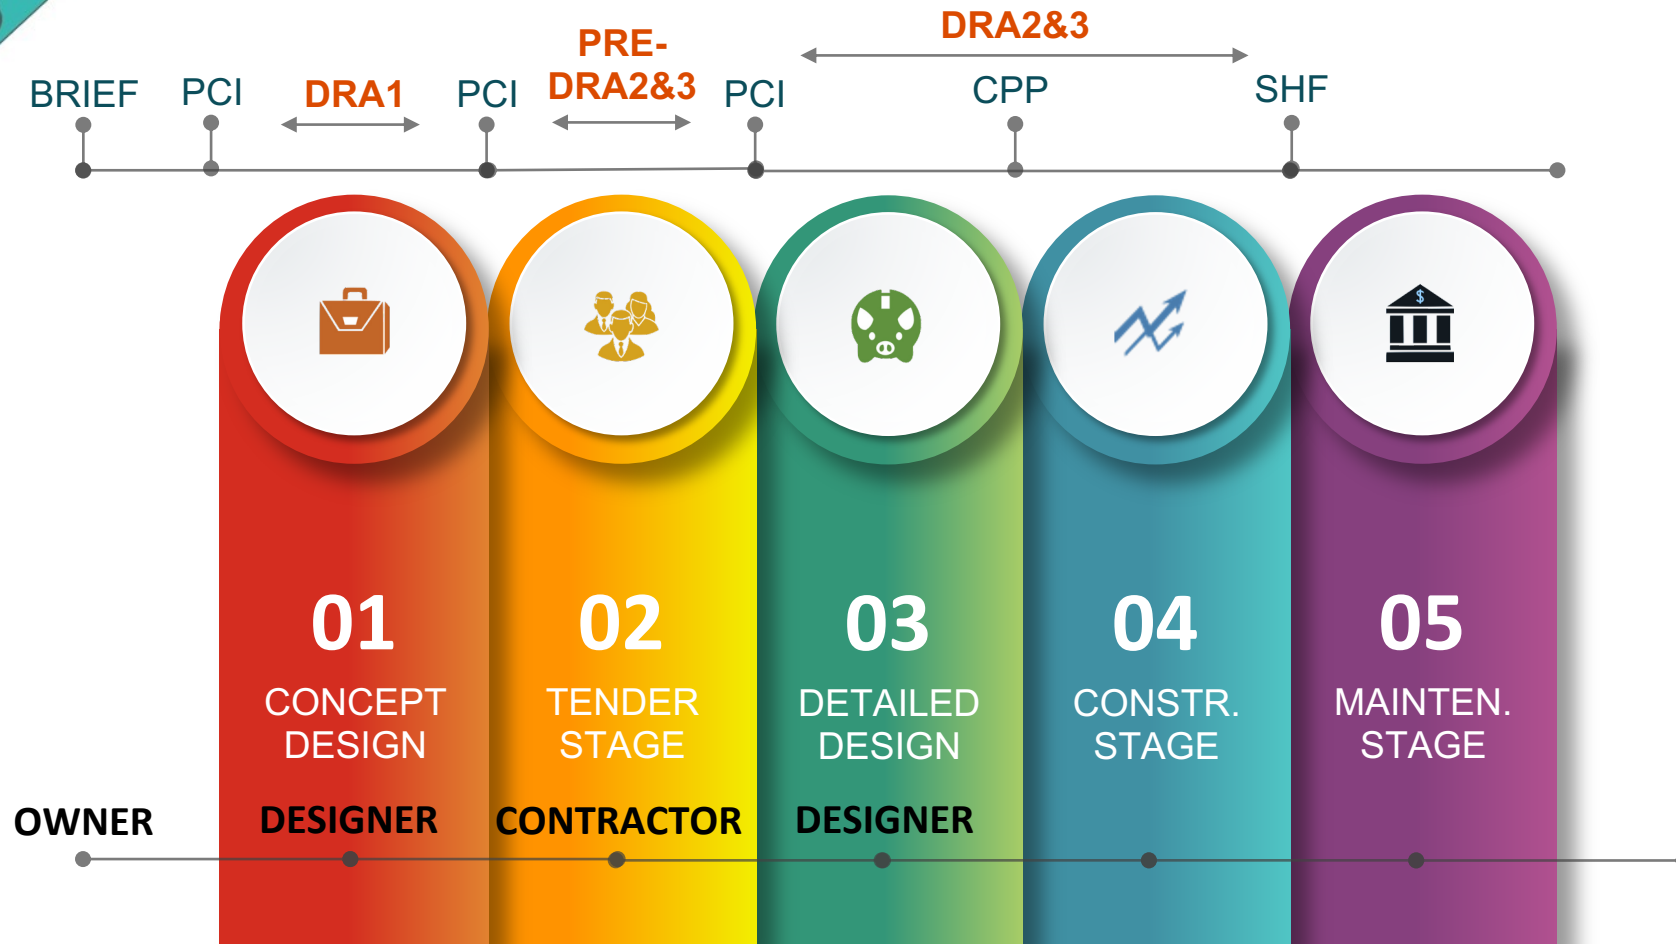 DRA2&3
PRE-
BRIEF PCI DRA1 PCI DRA2&3 PCI CPP SHF
$
01 02 03 04 05
CONCEPT TENDER DETAILED CONSTR. MAINTEN.
DESIGN STAGE DESIGN STAGE STAGE
OWNER DESIGNER CONTRACTOR DESIGNER